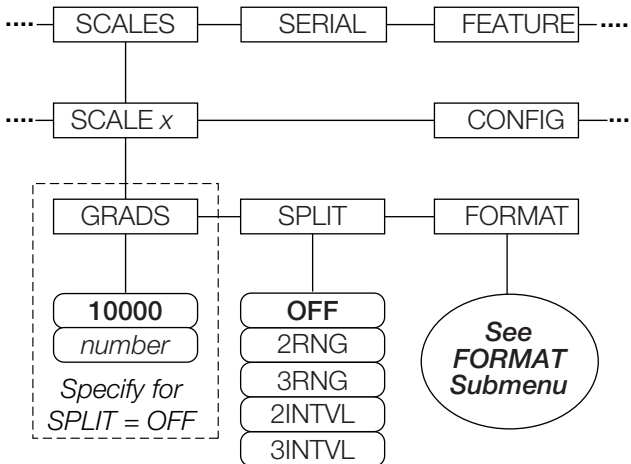 .... SCALES SERIAL FEATURE ....
.... SCALE x CONFIG ...
GRADS SPLIT FORMAT
10000
number
Specify for
SPLIT = OFF
OFF
2RNG
3RNG
2INTVL
3INTVL
See
FORMAT
Submenu